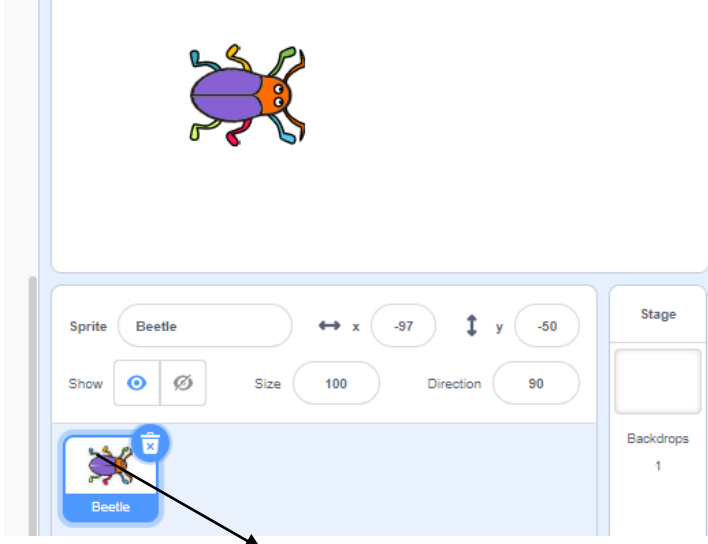 Sprite Beetle x -97 y -50
Show Size 100 Direction 90
Beetle
Stage
Backdrops
1